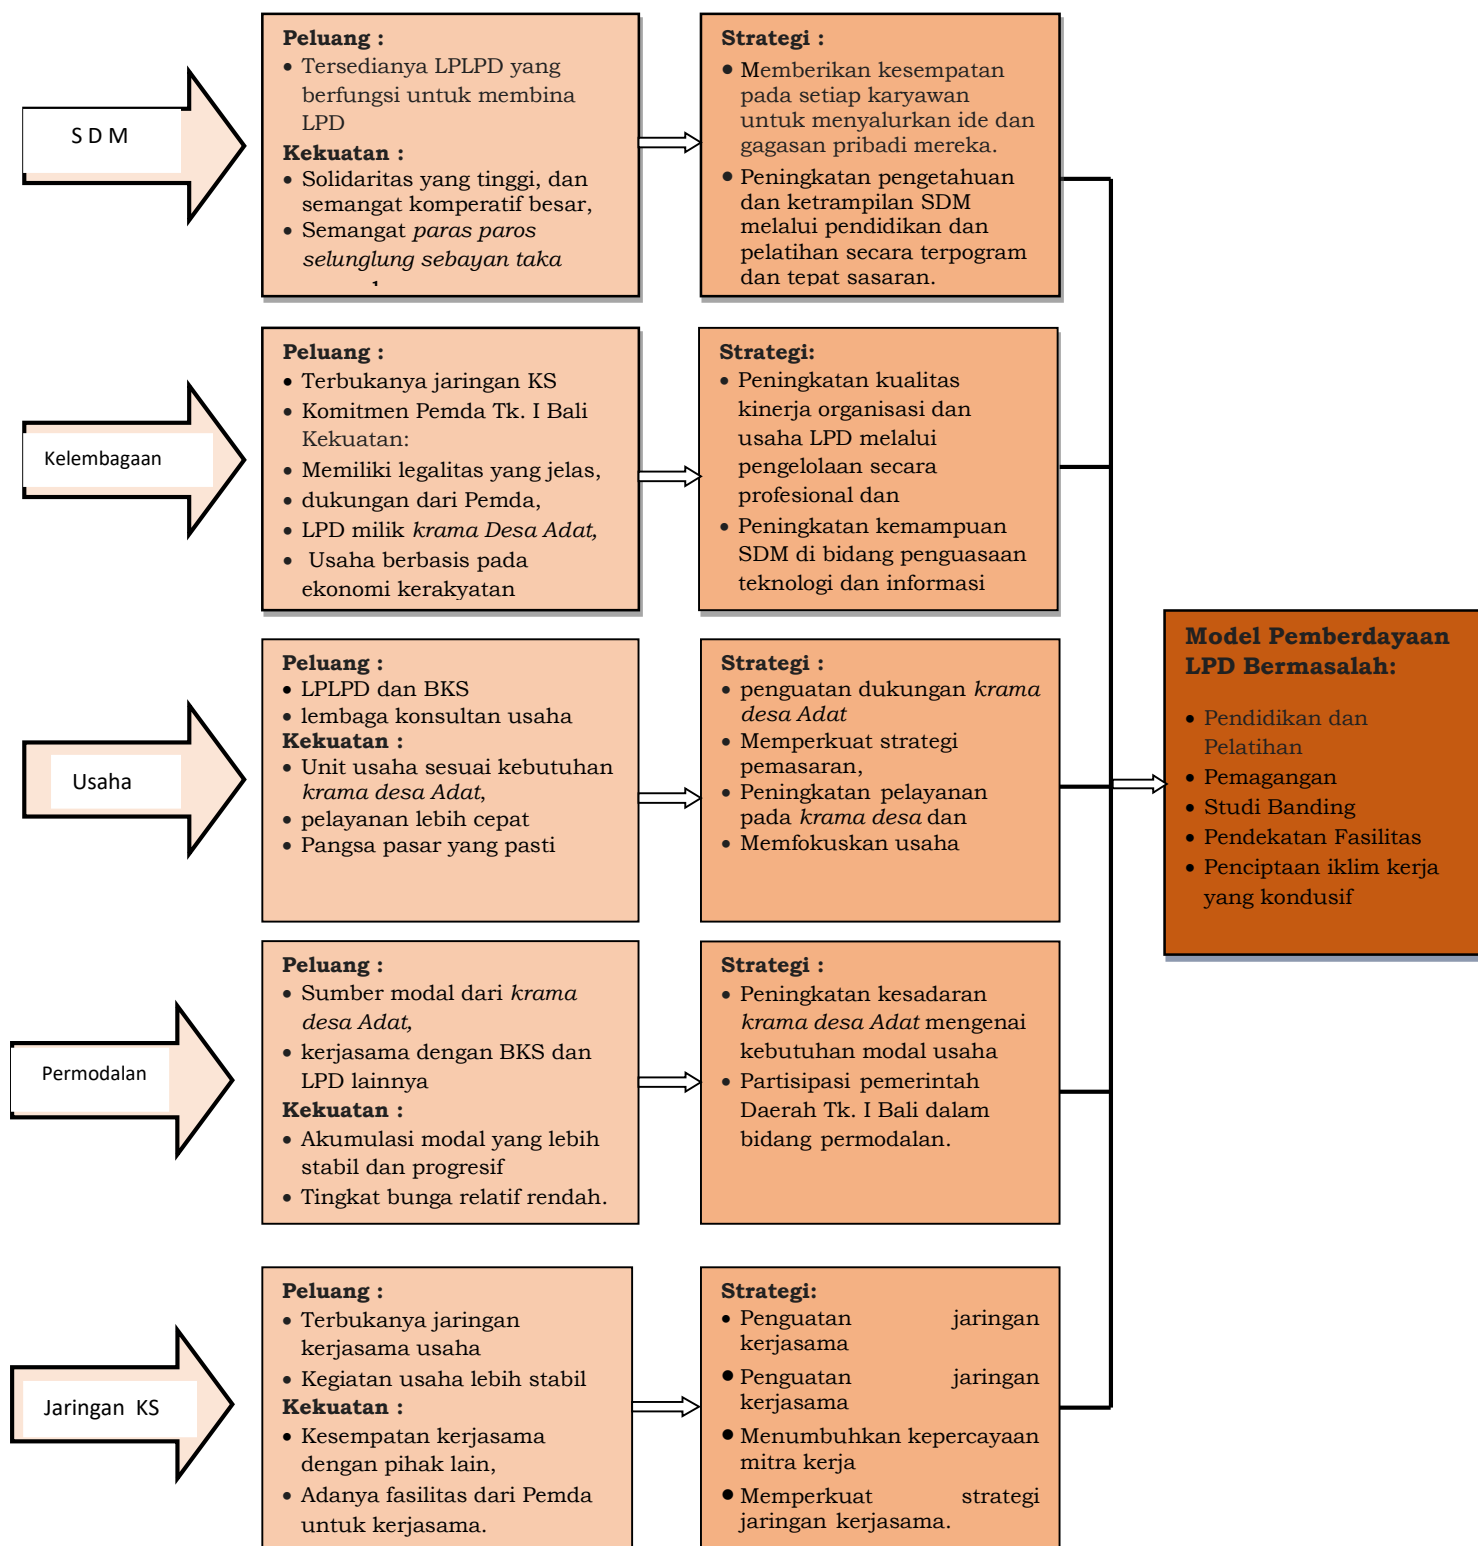 S D M
Peluang :
• Tersedianya LPLPD yang
berfungsi untuk membina
LPD
Kekuatan :
• Solidaritas yang tinggi, dan
semangat komperatif besar,
• Semangat paras paros
selunglung sebayan taka
Strategi :
• Memberikan kesempatan
pada setiap karyawan
untuk menyalurkan ide dan
gagasan pribadi mereka.
• Peningkatan pengetahuan
dan ketrampilan SDM
melalui pendidikan dan
pelatihan secara terpogram
dan tepat sasaran.
Kelembagaan
Peluang :
• Terbukanya jaringan KS
• Komitmen Pemda Tk. I Bali
Kekuatan:
• Memiliki legalitas yang jelas,
• dukungan dari Pemda,
• LPD milik krama Desa Adat,
• Usaha berbasis pada
ekonomi kerakyatan
Strategi:
• Peningkatan kualitas
kinerja organisasi dan
usaha LPD melalui
pengelolaan secara
profesional dan
• Peningkatan kemampuan
SDM di bidang penguasaan
teknologi dan informasi
Usaha
Peluang :
• LPLPD dan BKS
• lembaga konsultan usaha
Kekuatan :
• Unit usaha sesuai kebutuhan
krama desa Adat,
• pelayanan lebih cepat
• Pangsa pasar yang pasti
Strategi :
• penguatan dukungan krama
desa Adat
• Memperkuat strategi
pemasaran,
• Peningkatan pelayanan
pada krama desa dan
• Memfokuskan usaha
Permodalan
Peluang :
• Sumber modal dari krama
desa Adat,
• kerjasama dengan BKS dan
LPD lainnya
Kekuatan :
• Akumulasi modal yang lebih
stabil dan progresif
• Tingkat bunga relatif rendah.
Strategi :
• Peningkatan kesadaran
krama desa Adat mengenai
kebutuhan modal usaha
• Partisipasi pemerintah
Daerah Tk. I Bali dalam
bidang permodalan.
Jaringan KS
Peluang :
• Terbukanya jaringan
kerjasama usaha
• Kegiatan usaha lebih stabil
Kekuatan :
• Kesempatan kerjasama
dengan pihak lain,
• Adanya fasilitas dari Pemda
untuk kerjasama.
Strategi:
• Penguatan jaringan
kerjasama
• Penguatan jaringan
kerjasama
• Menumbuhkan kepercayaan
mitra kerja
• Memperkuat strategi
jaringan kerjasama.
Model Pemberdayaan
LPD Bermasalah:
• Pendidikan dan
Pelatihan
• Pemagangan
• Studi Banding
• Pendekatan Fasilitas
• Penciptaan iklim kerja
yang kondusif